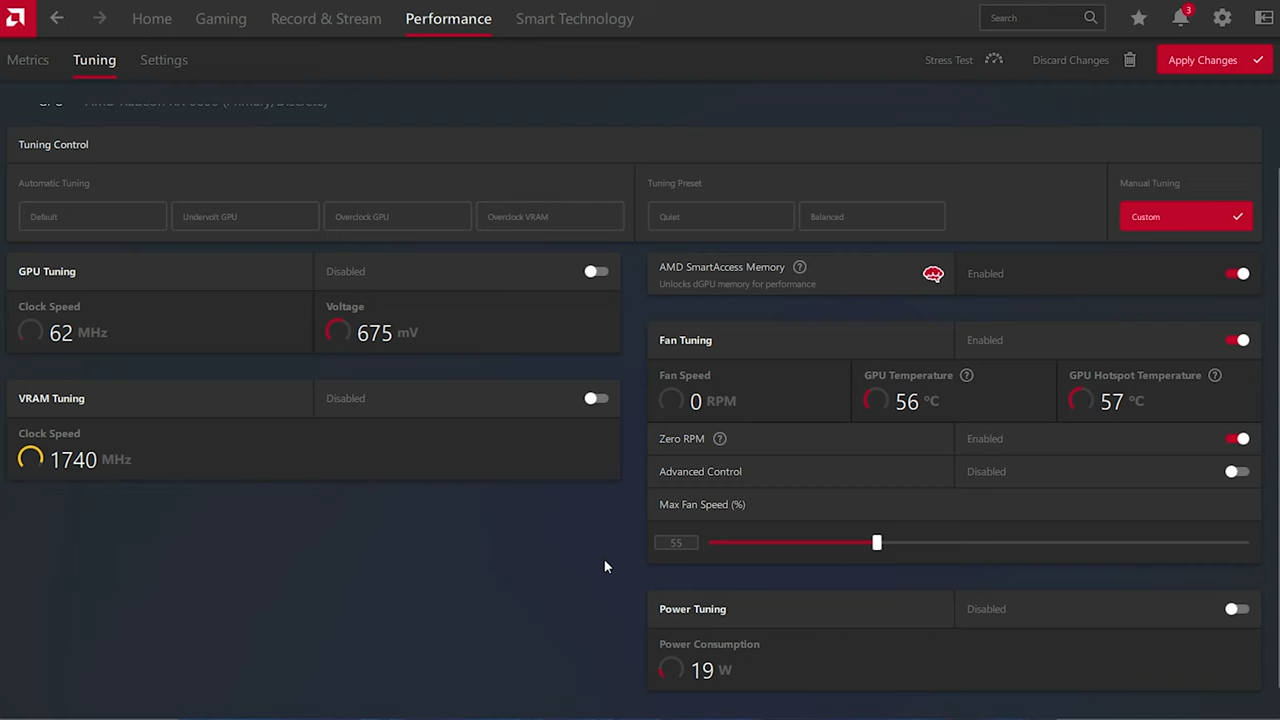 Home Gaming Record & Stream Performance Smart Technology Search 3
Metrics Tuning Settings Stress Test Discard Changes Apply Changes
Tuning Control
Automatic Tuning Tuning Preset Manual Tuning
Default Undervolt GPU Overclock GPU Overclock VRAM Quiet Balanced Custom
GPU Tuning Disabled
Clock Speed Voltage
62 MHz 675 mV
VRAM Tuning Disabled
Clock Speed
1740 MHz
AMD SmartAccess Memory ? Enabled
Unlocks dGPU memory for performance
Fan Tuning Enabled
Fan Speed GPU Temperature ? GPU Hotspot Temperature ?
0 RPM 56 °C 57 °C
Zero RPM ? Enabled
Advanced Control Disabled
Max Fan Speed (%)
55
Power Tuning Disabled
Power Consumption
19 W